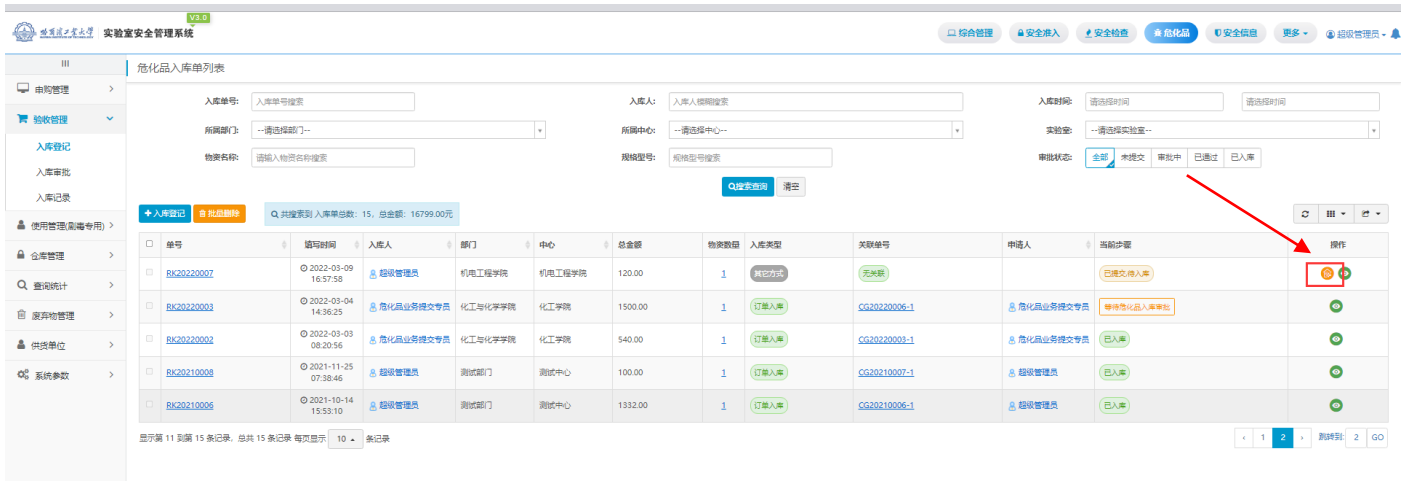 V3.0
哈爾濱工業大學 实验室安全管理系统
综合管理 安全准入 安全检查 危化品 安全信息 更多 超级管理员
危化品入库单列表
申购管理
验收管理
入库登记
入库审批
入库记录
使用管理(剧毒专用)
仓库管理
查询统计
废弃物管理
供货单位
系统参数
入库单号: 入库单号搜索 入库人: 入库人模糊搜索 入库时间: 请选择时间 请选择时间
所属部门: --请选择部门-- 所属中心: --请选择中心-- 实验室: --请选择实验室--
物资名称: 请输入物资名称搜索 规格型号: 规格型号搜索 审批状态: 全部 未提交 审批中 已通过 已入库
搜索查询 清空
入库登记 批量删除 共搜索到 入库单总数: 15, 总金额: 16799.00元
单号 填写时间 入库人 部门 中心 总金额 物资数量 入库类型 关联单号 申请人 当前步骤 操作
RK20220007 2022-03-09 16:57:58 超级管理员 机电工程学院 机电工程学院 120.00 1 其它方式 无关联 已提交/待入库
RK20220003 2022-03-04 14:36:25 危化品业务提交专员 化工与化学学院 化工学院 1500.00 1 订单入库 CG20220006-1 危化品业务提交专员 等待危化品入库审批
RK20220002 2022-03-03 08:20:56 危化品业务提交专员 化工与化学学院 化工学院 540.00 1 订单入库 CG20220003-1 危化品业务提交专员 已入库
RK20210008 2021-11-25 07:38:46 超级管理员 测试部门 测试中心 100.00 1 订单入库 CG20210007-1 超级管理员 已入库
RK20210006 2021-10-14 15:53:10 超级管理员 测试部门 测试中心 1332.00 1 订单入库 CG20210006-1 超级管理员 已入库
显示第 11 到第 15 条记录, 总共 15 条记录 每页显示 10 条记录 ‹ 1 2 › 跳转到: 2 GO